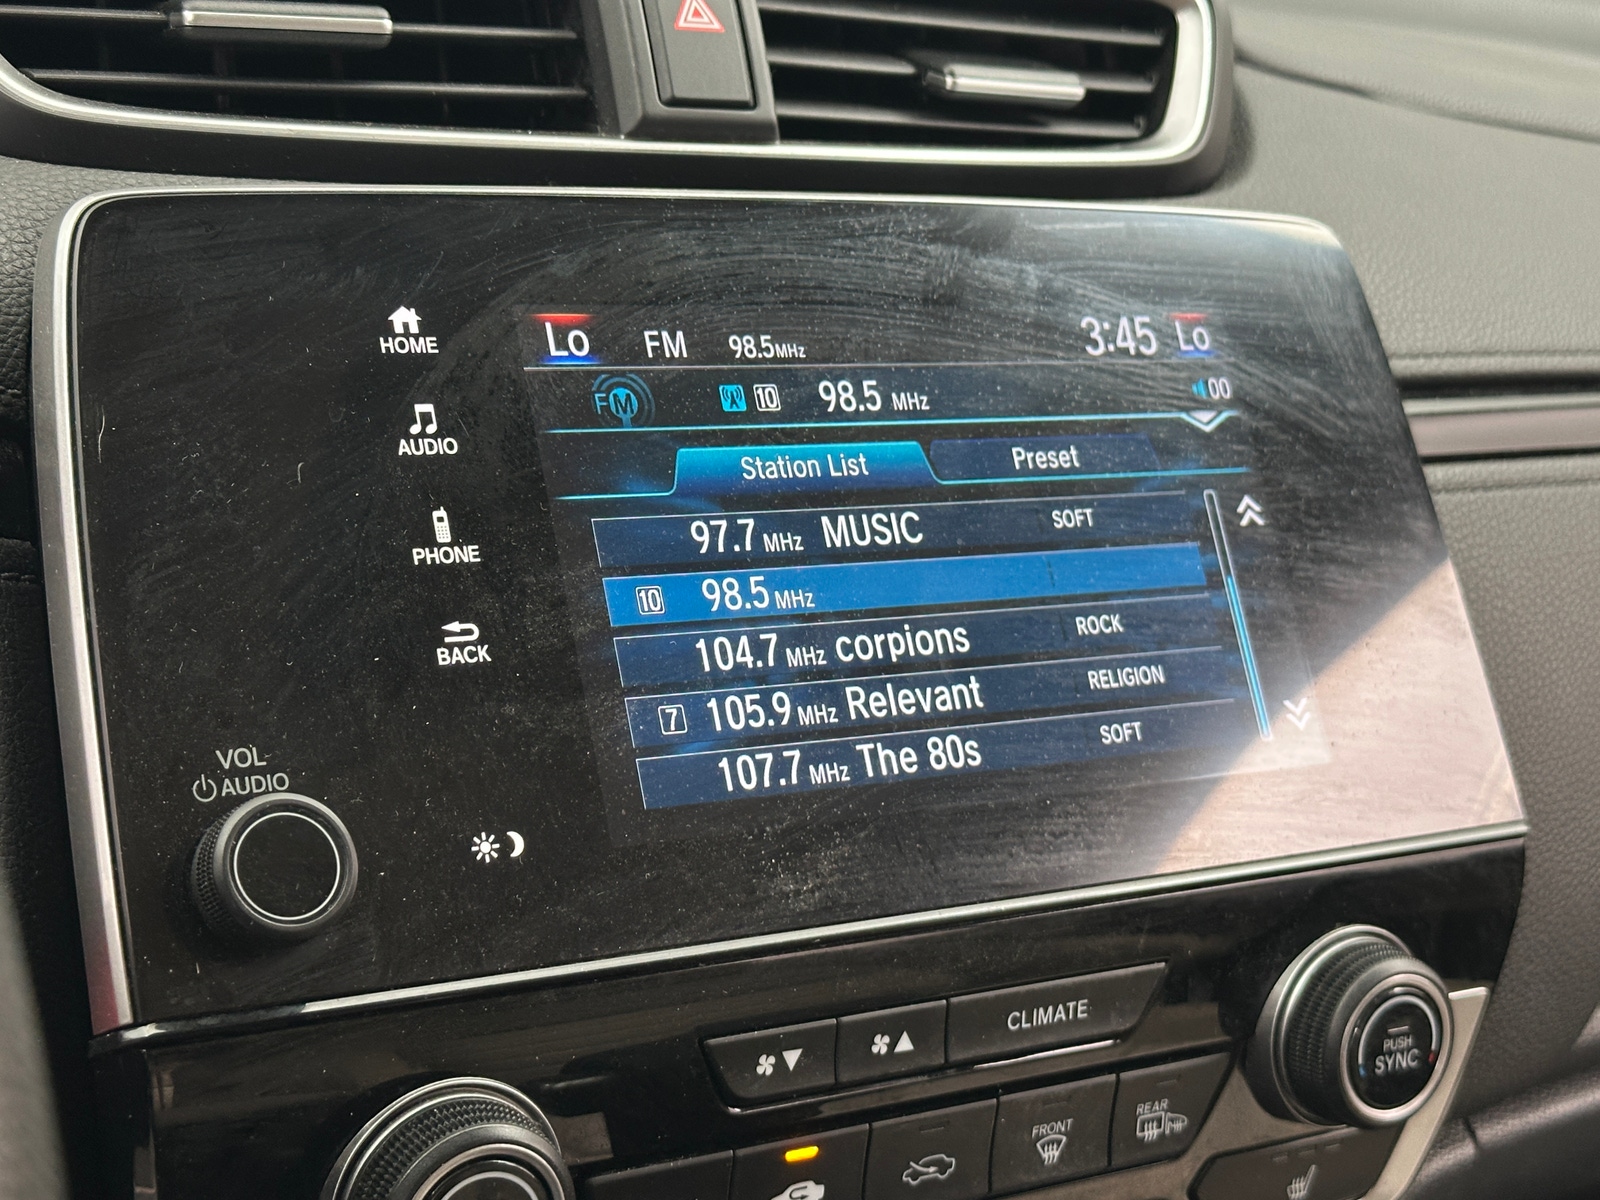 HOME
AUDIO
PHONE
BACK
VOL
AUDIO
Lo FM 98.5MHz 3:45 Lo
FM 10 98.5 MHz 00
Station List Preset
97.7 MHz MUSIC SOFT
10 98.5 MHz
104.7 MHz corpions ROCK
7 105.9 MHz Relevant RELIGION
107.7 MHz The 80s SOFT
CLIMATE
PUSH
SYNC
FRONT
REAR